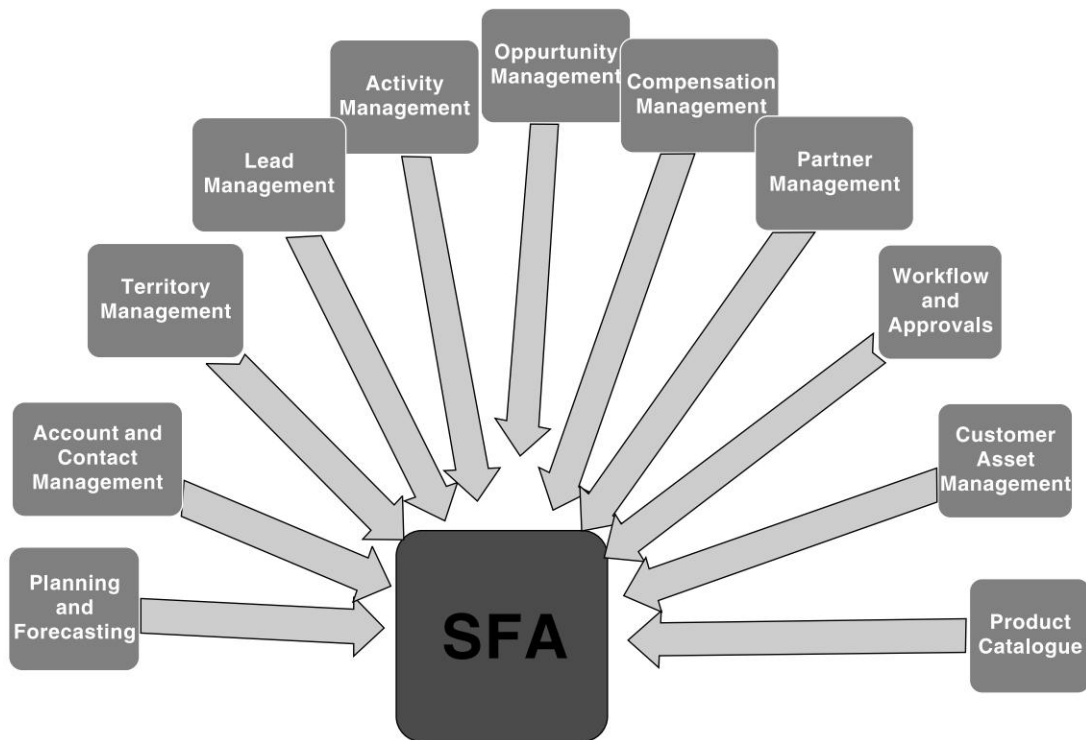 Oppurtunity
Management
Activity
Management
Compensation
Management
Lead
Management
Partner
Management
Territory
Management
Workflow
and
Approvals
Account and
Contact
Management
Customer
Asset
Management
Planning
and
Forecasting
Product
Catalogue
SFA